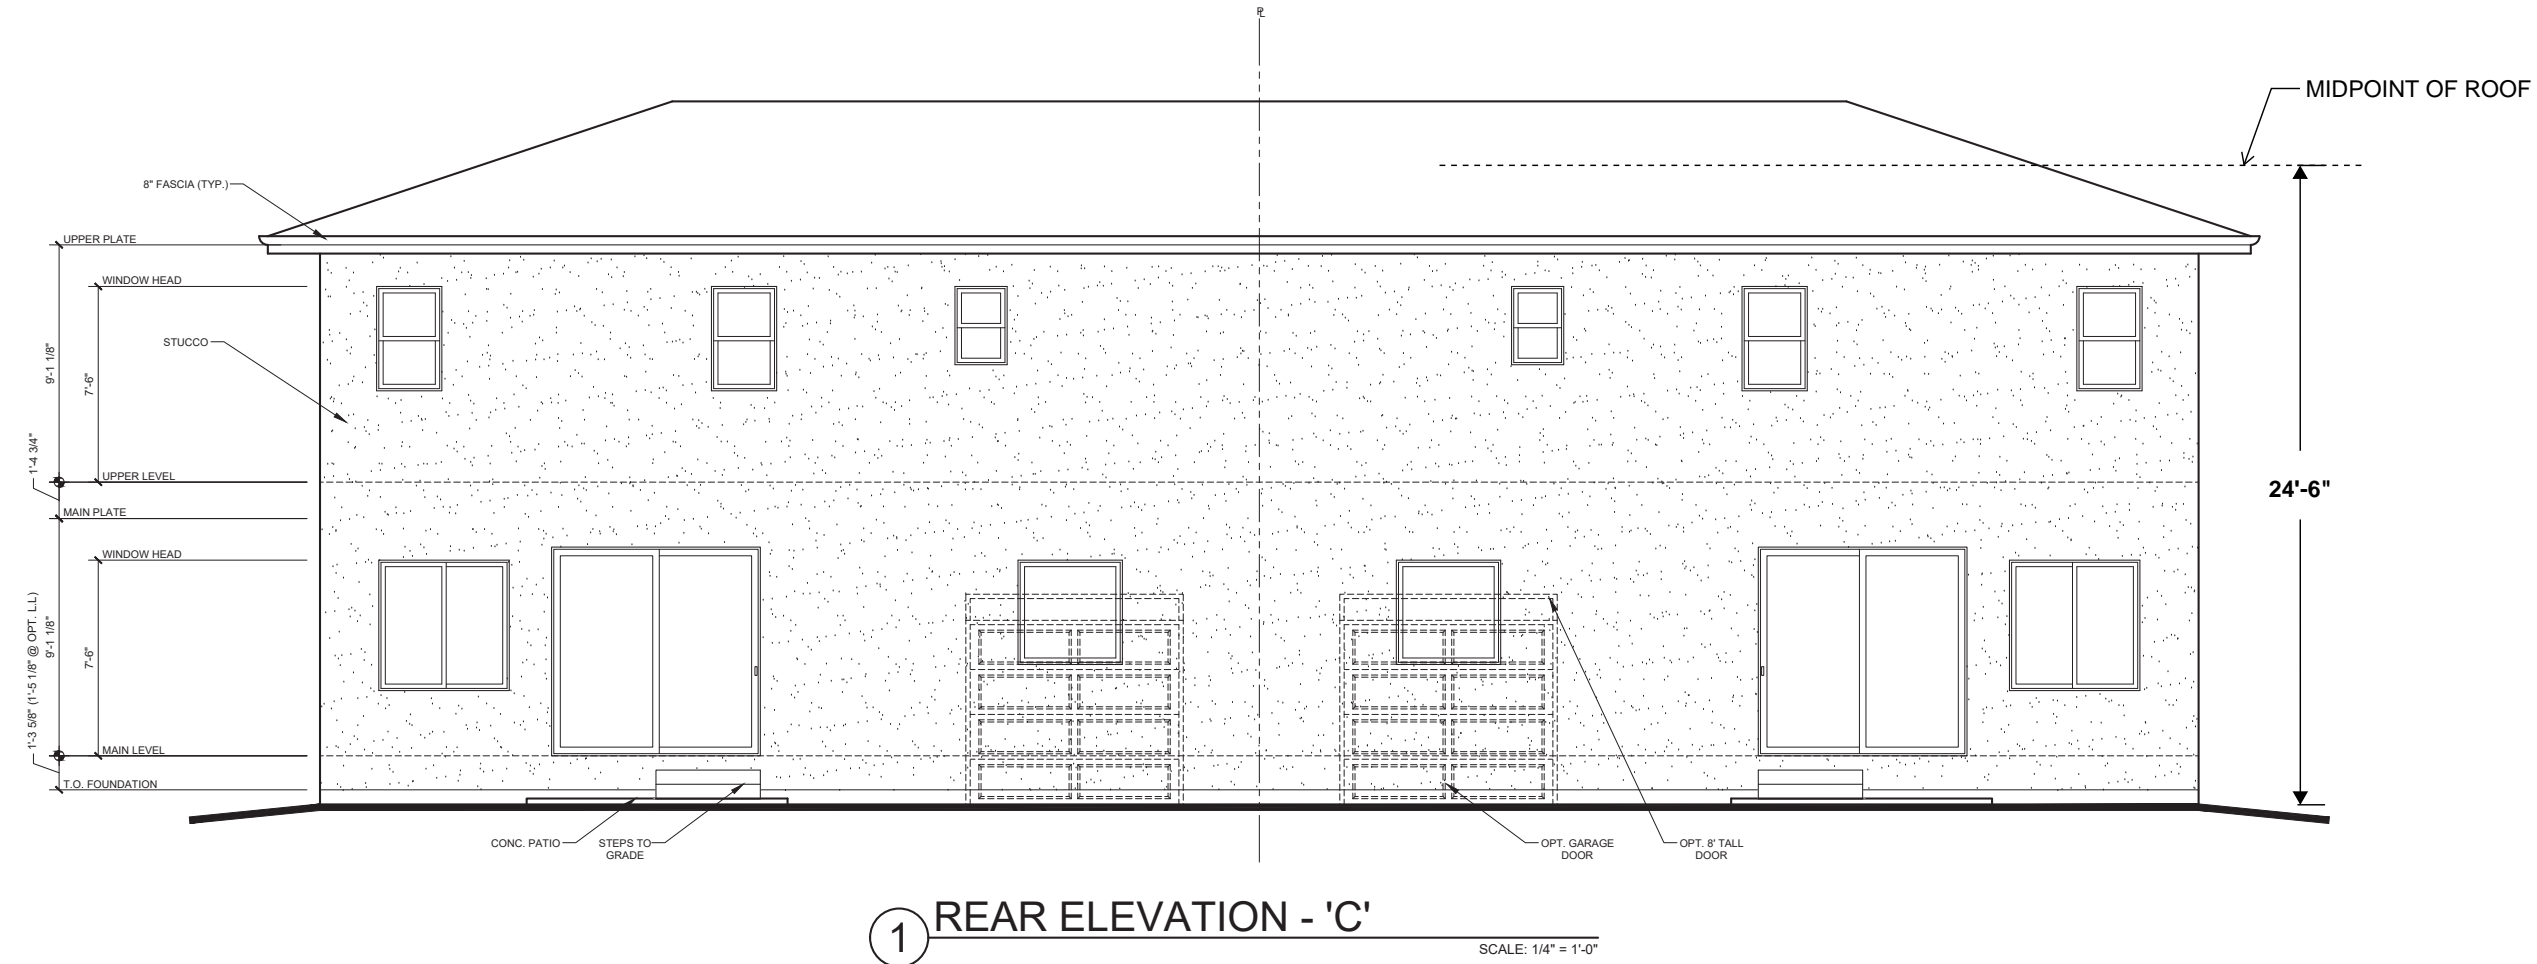 PL
MIDPOINT OF ROOF
8" FASCIA (TYP.)
UPPER PLATE
WINDOW HEAD
STUCCO
9'-1 1/8"
7'-6"
1'-4 3/4"
UPPER LEVEL
24'-6"
MAIN PLATE
WINDOW HEAD
1'-3 5/8" (1'-5 1/8" @ OPT. L.L)
9'-1 1/8"
7'-6"
MAIN LEVEL
T.O. FOUNDATION
CONC. PATIO
STEPS TO
GRADE
OPT. GARAGE
DOOR
OPT. 8' TALL
DOOR
1
REAR ELEVATION - 'C'
SCALE: 1/4" = 1'-0"